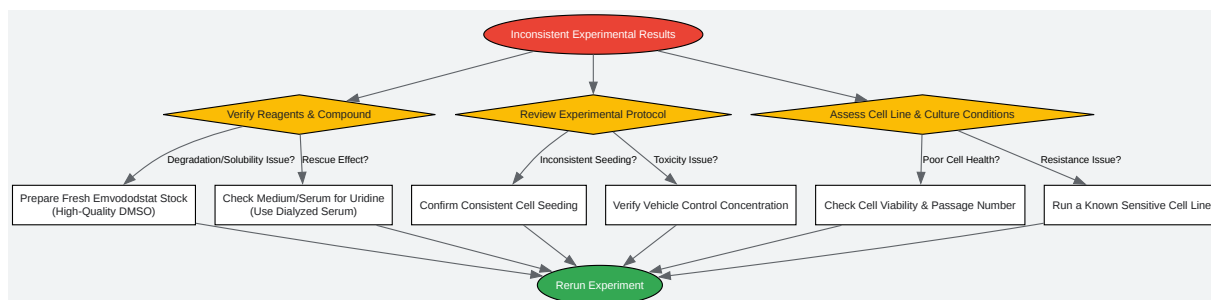 Inconsistent Experimental Results
Verify Reagents & Compound
Review Experimental Protocol
Assess Cell Line & Culture Conditions
Degradation/Solubility Issue?
Rescue Effect?
Inconsistent Seeding?
Toxicity Issue?
Poor Cell Health?
Resistance Issue?
Prepare Fresh Emvododstat Stock
(High-Quality DMSO)
Check Medium/Serum for Uridine
(Use Dialyzed Serum)
Confirm Consistent Cell Seeding
Verify Vehicle Control Concentration
Check Cell Viability & Passage Number
Run a Known Sensitive Cell Line
Rerun Experiment